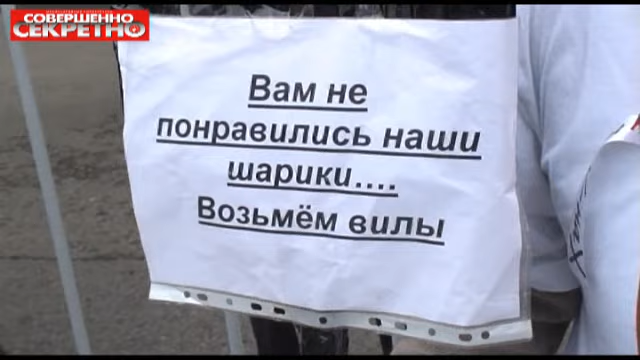 СОВЕРШЕННО
СЕКРЕТНО
Вам не
понравились наши
шарики....
Возьмём вилы